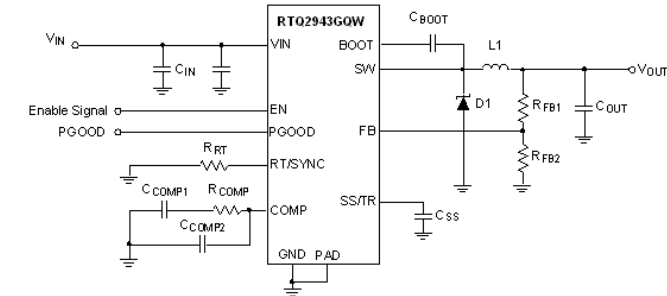 RTQ2943GQW
VIN
CIN
VIN
Enable Signal
EN
PGOOD
PGOOD
RRT
RT/SYNC
CCOMP1
RCOMP
COMP
CCOMP2
GND PAD
BOOT
CBOOT
SW
L1
VOUT
D1
RFB1
COUT
FB
RFB2
SS/TR
CSS